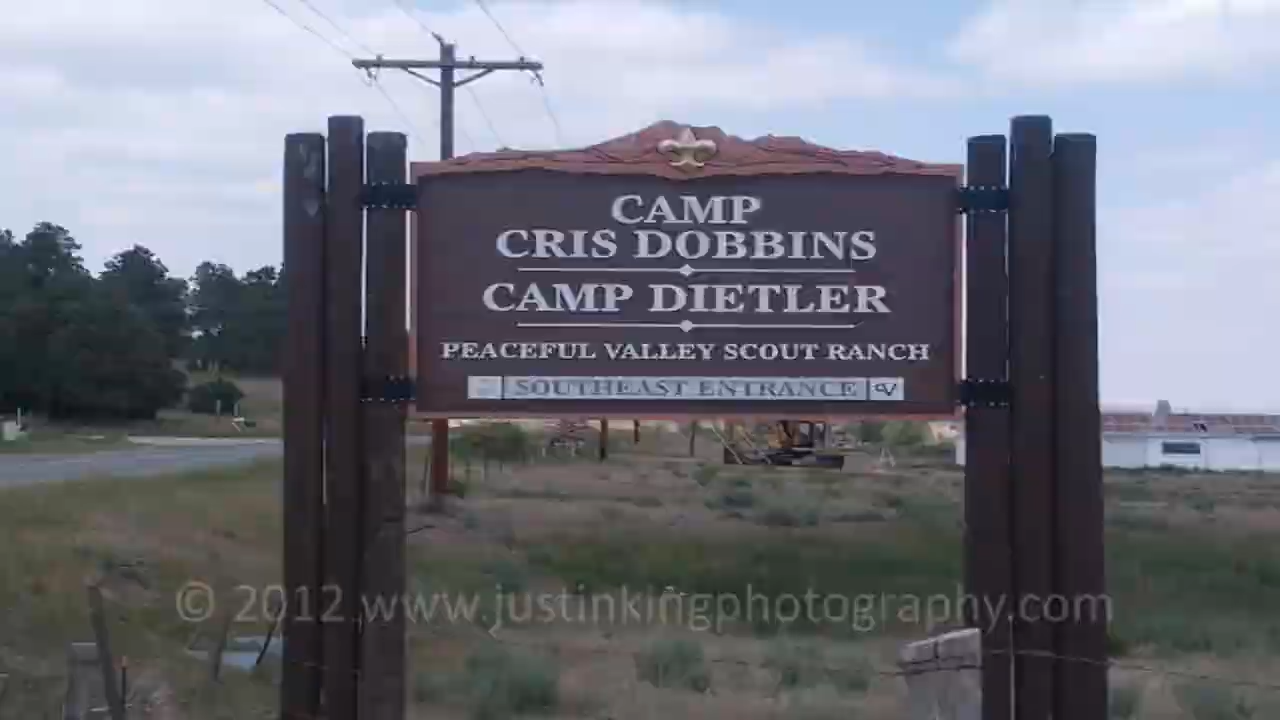 CAMP
CRIS DOBBINS
CAMP DIETLER
PEACEFUL VALLEY SCOUT RANCH
SOUTHEAST ENTRANCE
© 2012 www.justinkingphotography.com